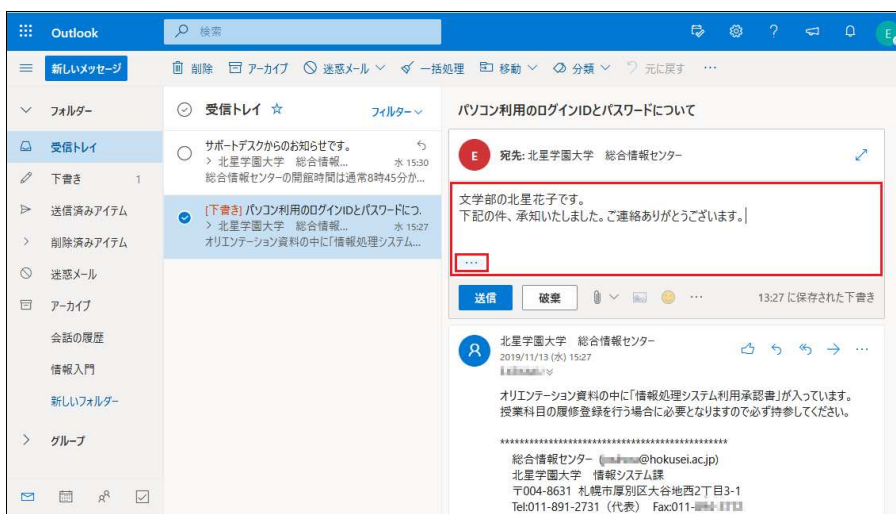 Outlook
検索
新しいメッセージ
削除 アーカイブ 迷惑メール 一括処理 移動 分類 元に戻す …
フォルダー
受信トレイ
下書き 1
送信済みアイテム
削除済みアイテム
迷惑メール
アーカイブ
会話の履歴
情報入門
新しいフォルダー
グループ
受信トレイ ☆ フィルター
サポートデスクからのお知らせです。
> 北星学園大学 総合情報... 水 15:30
総合情報センターの開館時間は通常8時45分か...
[下書き] パソコン利用のログインIDとパスワードにつ.
> 北星学園大学 総合情報... 水 15:27
オリエンテーション資料の中に「情報処理システム...
パソコン利用のログインIDとパスワードについて
E 宛先: 北星学園大学 総合情報センター
文学部の北星花子です。
下記の件、承知いたしました。ご連絡ありがとうございます。
…
送信 破棄 … 13:27 に保存された下書き
R 北星学園大学 総合情報センター
2019/11/13 (水) 15:27
オリエンテーション資料の中に「情報処理システム利用承認書」が入っています。
授業科目の履修登録を行う場合に必要となりますので必ず持参してください。
***********************************************
総合情報センター (@hokusei.ac.jp)
北星学園大学 情報システム課
〒004-8631 札幌市厚別区大谷地西2丁目3-1
Tel:011-891-2731（代表） Fax:011-